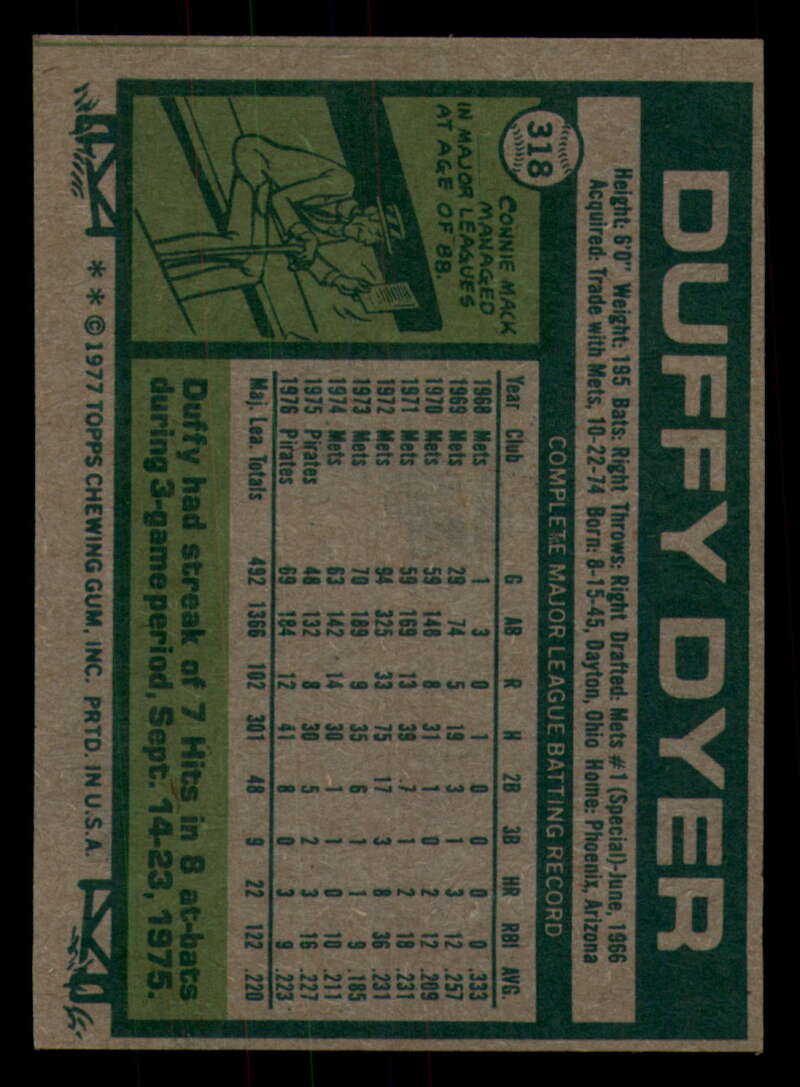 DUFFY DYER
318
Height: 6'0" Weight: 195 Bats: Right Throws: Right Drafted: Mets #1 (Special)-June, 1966
Acquired: Trade with Mets, 10-22-74 Born: 8-15-45, Dayton, Ohio Home: Phoenix, Arizona
COMPLETE MAJOR LEAGUE BATTING RECORD
CONNIE MACK
MANAGED
IN MAJOR LEAGUES
AT AGE OF 88.
Year Club G AB R H 2B 3B HR RBI AVG.
1968 Mets 1 3 0 1 0 0 0 0 .333
1969 Mets 29 74 5 19 3 1 3 12 .257
1970 Mets 59 148 8 31 1 0 2 12 .209
1971 Mets 59 169 13 39 7 1 2 18 .231
1972 Mets 94 325 33 75 17 3 8 36 .231
1973 Mets 70 189 9 35 6 1 1 9 .185
1974 Mets 63 142 14 30 1 1 0 10 .211
1975 Pirates 48 132 8 30 5 2 3 16 .227
1976 Pirates 69 184 12 41 8 0 3 9 .223
Maj. Lea. Totals 492 1366 102 301 48 9 22 122 .220
Duffy had streak of 7 Hits in 8 at-bats
during 3-game period, Sept. 14-23, 1975.
* * © 1977 TOPPS CHEWING GUM, INC. PRTD. IN U.S.A.